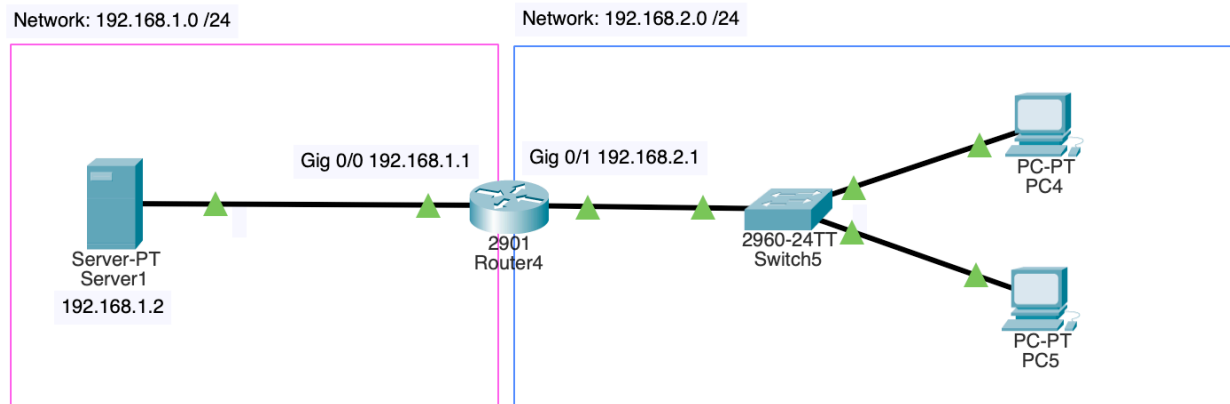 Network: 192.168.1.0 /24
Network: 192.168.2.0 /24
Gig 0/0 192.168.1.1
Gig 0/1 192.168.2.1
PC-PT
PC4
2901
Router4
2960-24TT
Switch5
Server-PT
Server1
192.168.1.2
PC-PT
PC5